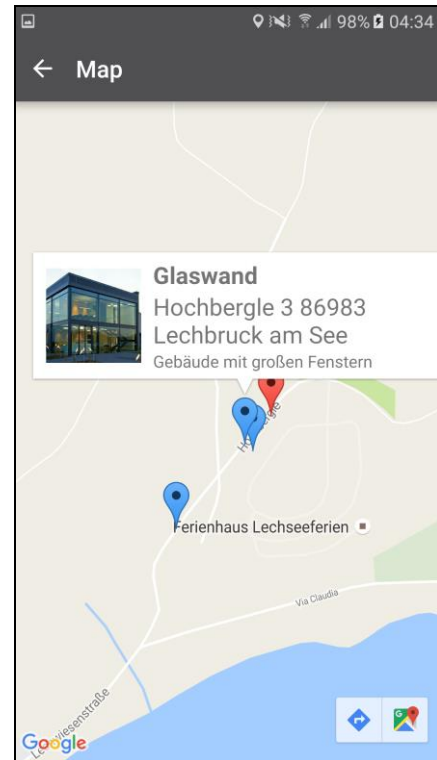 98% 04:34
Map
Glaswand
Hochbergle 3 86983
Lechbruck am See
Gebäude mit großen Fenstern
Ferienhaus Lechseeferien
Via Claudia
Google